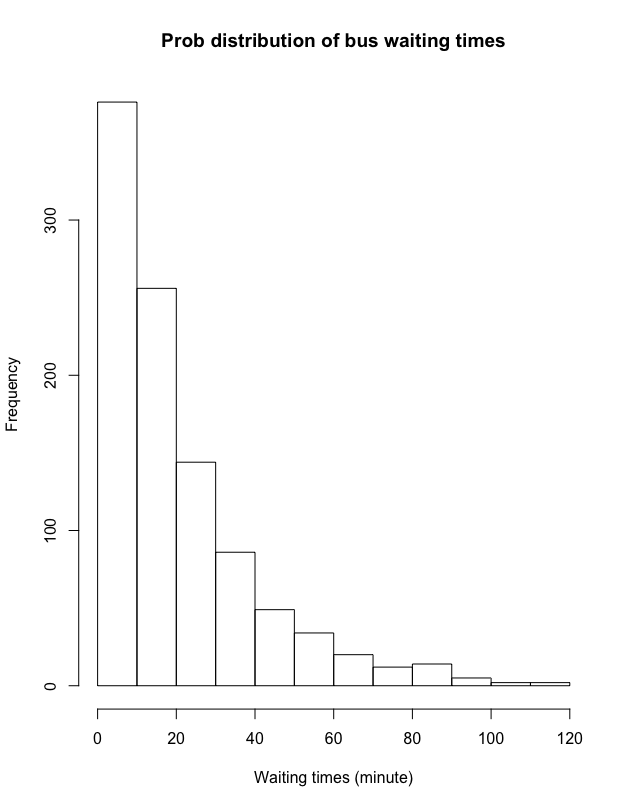 Prob distribution of bus waiting times
Frequency
300
200
100
0
0 20 40 60 80 100 120
Waiting times (minute)